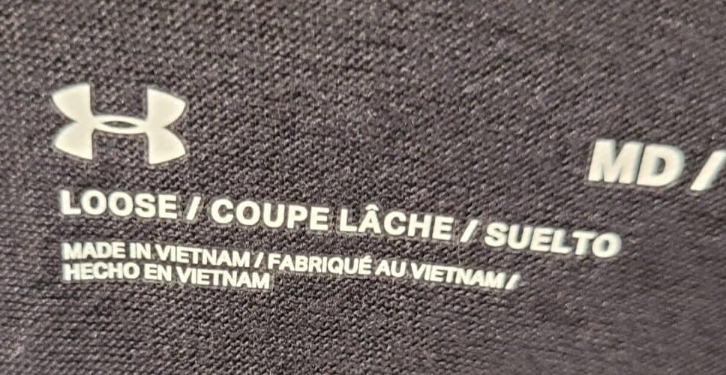 MD /
LOOSE / COUPE LÂCHE / SUELTO
MADE IN VIETNAM / FABRIQUÉ AU VIETNAM /
HECHO EN VIETNAM